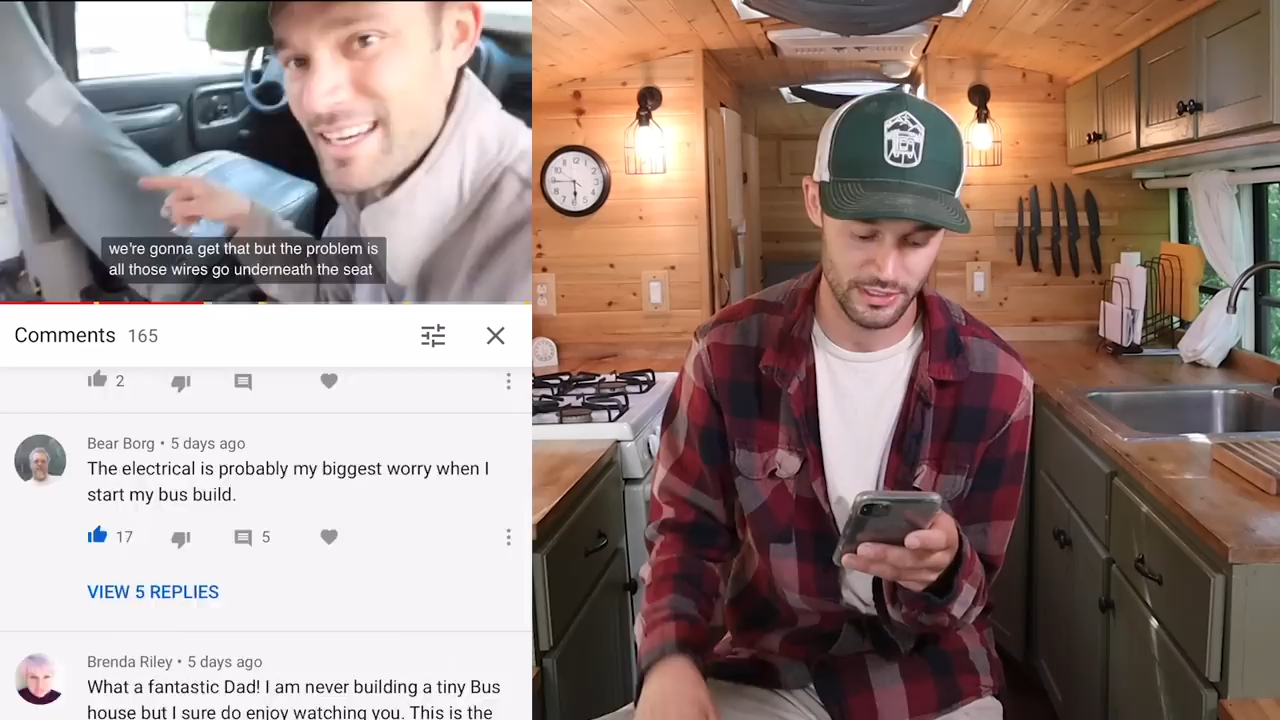 we're gonna get that but the problem is
all those wires go underneath the seat
Comments 165
2
Bear Borg • 5 days ago
The electrical is probably my biggest worry when I
start my bus build.
17 5
VIEW 5 REPLIES
Brenda Riley • 5 days ago
What a fantastic Dad! I am never building a tiny Bus
house but I sure do enjoy watching you. This is the